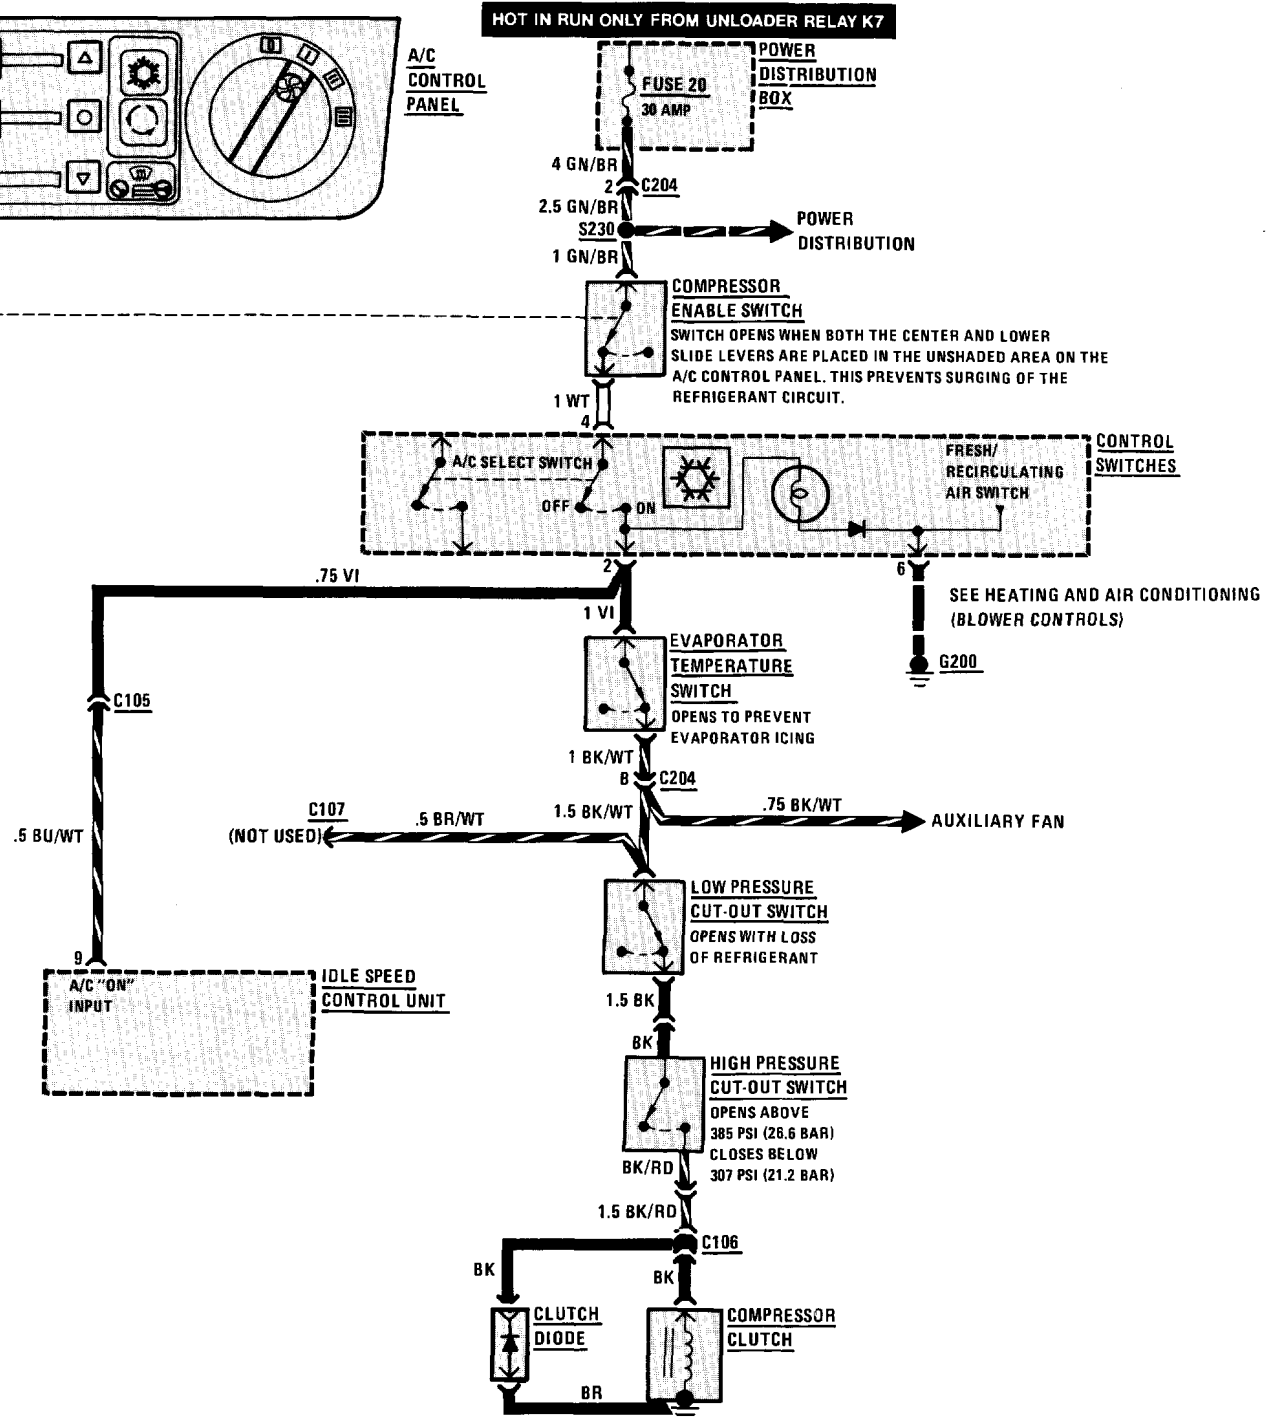 HOT IN RUN ONLY FROM UNLOADER RELAY K7
A/C
CONTROL
PANEL
POWER
DISTRIBUTION
BOX
FUSE 20
30 AMP
4 GN/BR
2 C204
2.5 GN/BR
S230
POWER
DISTRIBUTION
1 GN/BR
COMPRESSOR
ENABLE SWITCH
SWITCH OPENS WHEN BOTH THE CENTER AND LOWER
SLIDE LEVERS ARE PLACED IN THE UNSHADED AREA ON THE
A/C CONTROL PANEL. THIS PREVENTS SURGING OF THE
REFRIGERANT CIRCUIT.
1 WT
4
CONTROL
SWITCHES
A/C SELECT SWITCH
OFF
ON
FRESH/
RECIRCULATING
AIR SWITCH
2
6
.75 VI
1 VI
SEE HEATING AND AIR CONDITIONING
(BLOWER CONTROLS)
G200
EVAPORATOR
TEMPERATURE
SWITCH
OPENS TO PREVENT
EVAPORATOR ICING
C105
1 BK/WT
B C204
C107
(NOT USED)
.5 BR/WT
1.5 BK/WT
.75 BK/WT
AUXILIARY FAN
.5 BU/WT
LOW PRESSURE
CUT-OUT SWITCH
OPENS WITH LOSS
OF REFRIGERANT
9
A/C "ON"
INPUT
IDLE SPEED
CONTROL UNIT
1.5 BK
BK
HIGH PRESSURE
CUT-OUT SWITCH
OPENS ABOVE
385 PSI (26.6 BAR)
CLOSES BELOW
307 PSI (21.2 BAR)
BK/RD
1.5 BK/RD
C106
BK
BK
CLUTCH
DIODE
COMPRESSOR
CLUTCH
BR